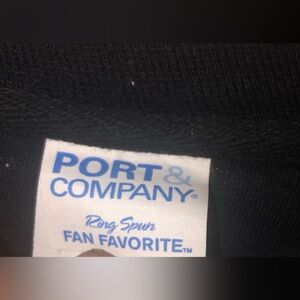 PORT &
COMPANY®
Ring Spun
FAN FAVORITE™